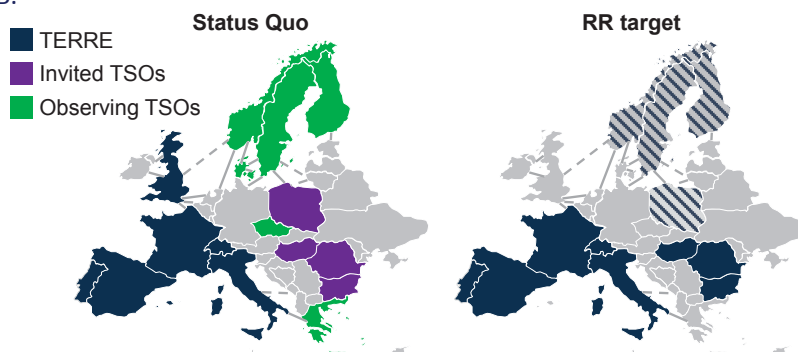 Status Quo
RR target
TERRE
Invited TSOs
Observing TSOs